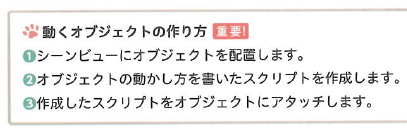 動くオブジェクトの作り方 重要!
❶シーンビューにオブジェクトを配置します。
❷オブジェクトの動かし方を書いたスクリプトを作成します。
❸作成したスクリプトをオブジェクトにアタッチします。